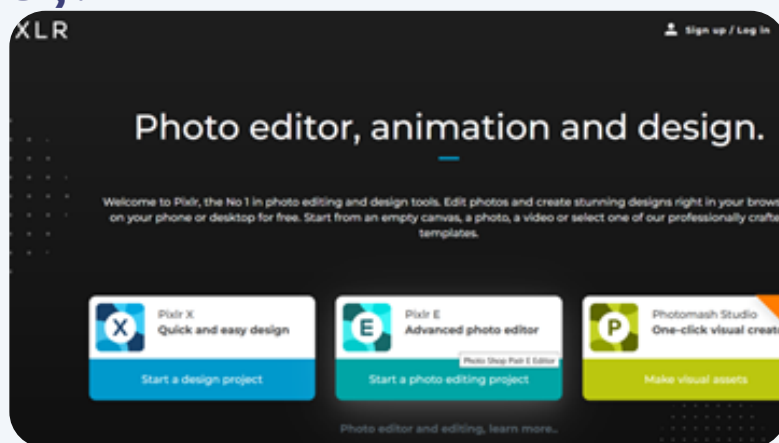 XLR
Sign up / Log in
Photo editor, animation and design.
Welcome to Pixlr, the No 1 in photo editing and design tools. Edit photos and create stunning designs right in your brow
on your phone or desktop for free. Start from an empty canvas, a photo, a video or select one of our professionally crafte
templates.
X
Pixlr X
Quick and easy design
Start a design project
E
Pixlr E
Advanced photo editor
Photo Shop Pixlr E Editor
Start a photo editing project
P
Photomash Studio
One-click visual creat
Make visual assets
Photo editor and editing, learn more..